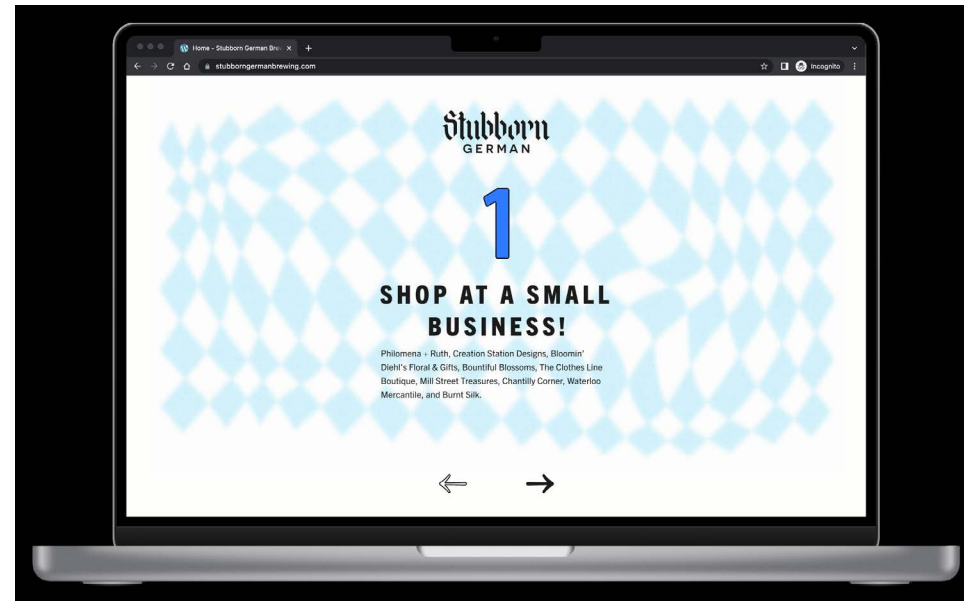 Home - Stubborn German Brew
stubborngermanbrewing.com
Incognito
Stubborn
GERMAN
1
SHOP AT A SMALL
BUSINESS!
Philomena + Ruth, Creation Station Designs, Bloomin'
Diehl's Floral & Gifts, Bountiful Blossoms, The Clothes Line
Boutique, Mill Street Treasures, Chantilly Corner, Waterloo
Mercantile, and Burnt Silk.